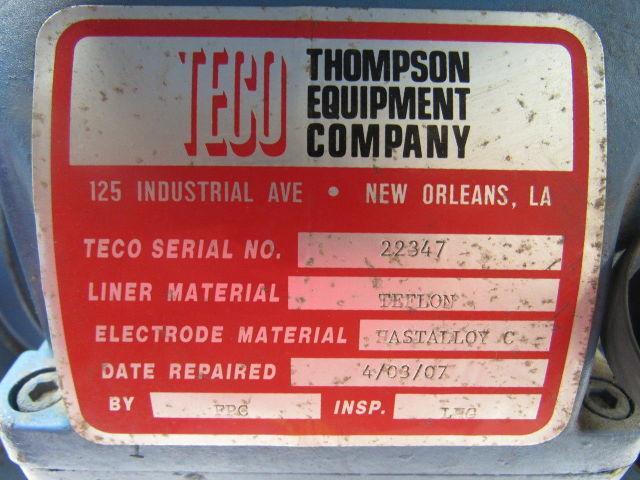 TECO THOMPSON
EQUIPMENT
COMPANY
125 INDUSTRIAL AVE • NEW ORLEANS, LA
TECO SERIAL NO. 22347
LINER MATERIAL TEFLON
ELECTRODE MATERIAL HASTALLOY C
DATE REPAIRED 4/03/07
BY INSP.